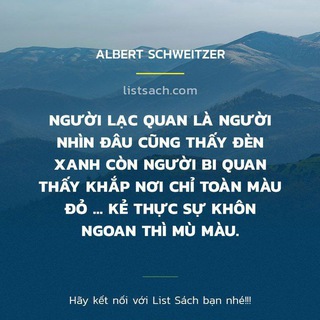 ALBERT SCHWEITZER
listsach.com
NGƯỜI LẠC QUAN LÀ NGƯỜI
NHÌN ĐÂU CŨNG THẤY ĐÈN
XANH CÒN NGƯỜI BI QUAN
THẤY KHẮP NƠI CHỈ TOÀN MÀU
ĐỎ ... KẺ THỰC SỰ KHÔN
NGOAN THÌ MÙ MÀU.
Hãy kết nối với List Sách bạn nhé!!!